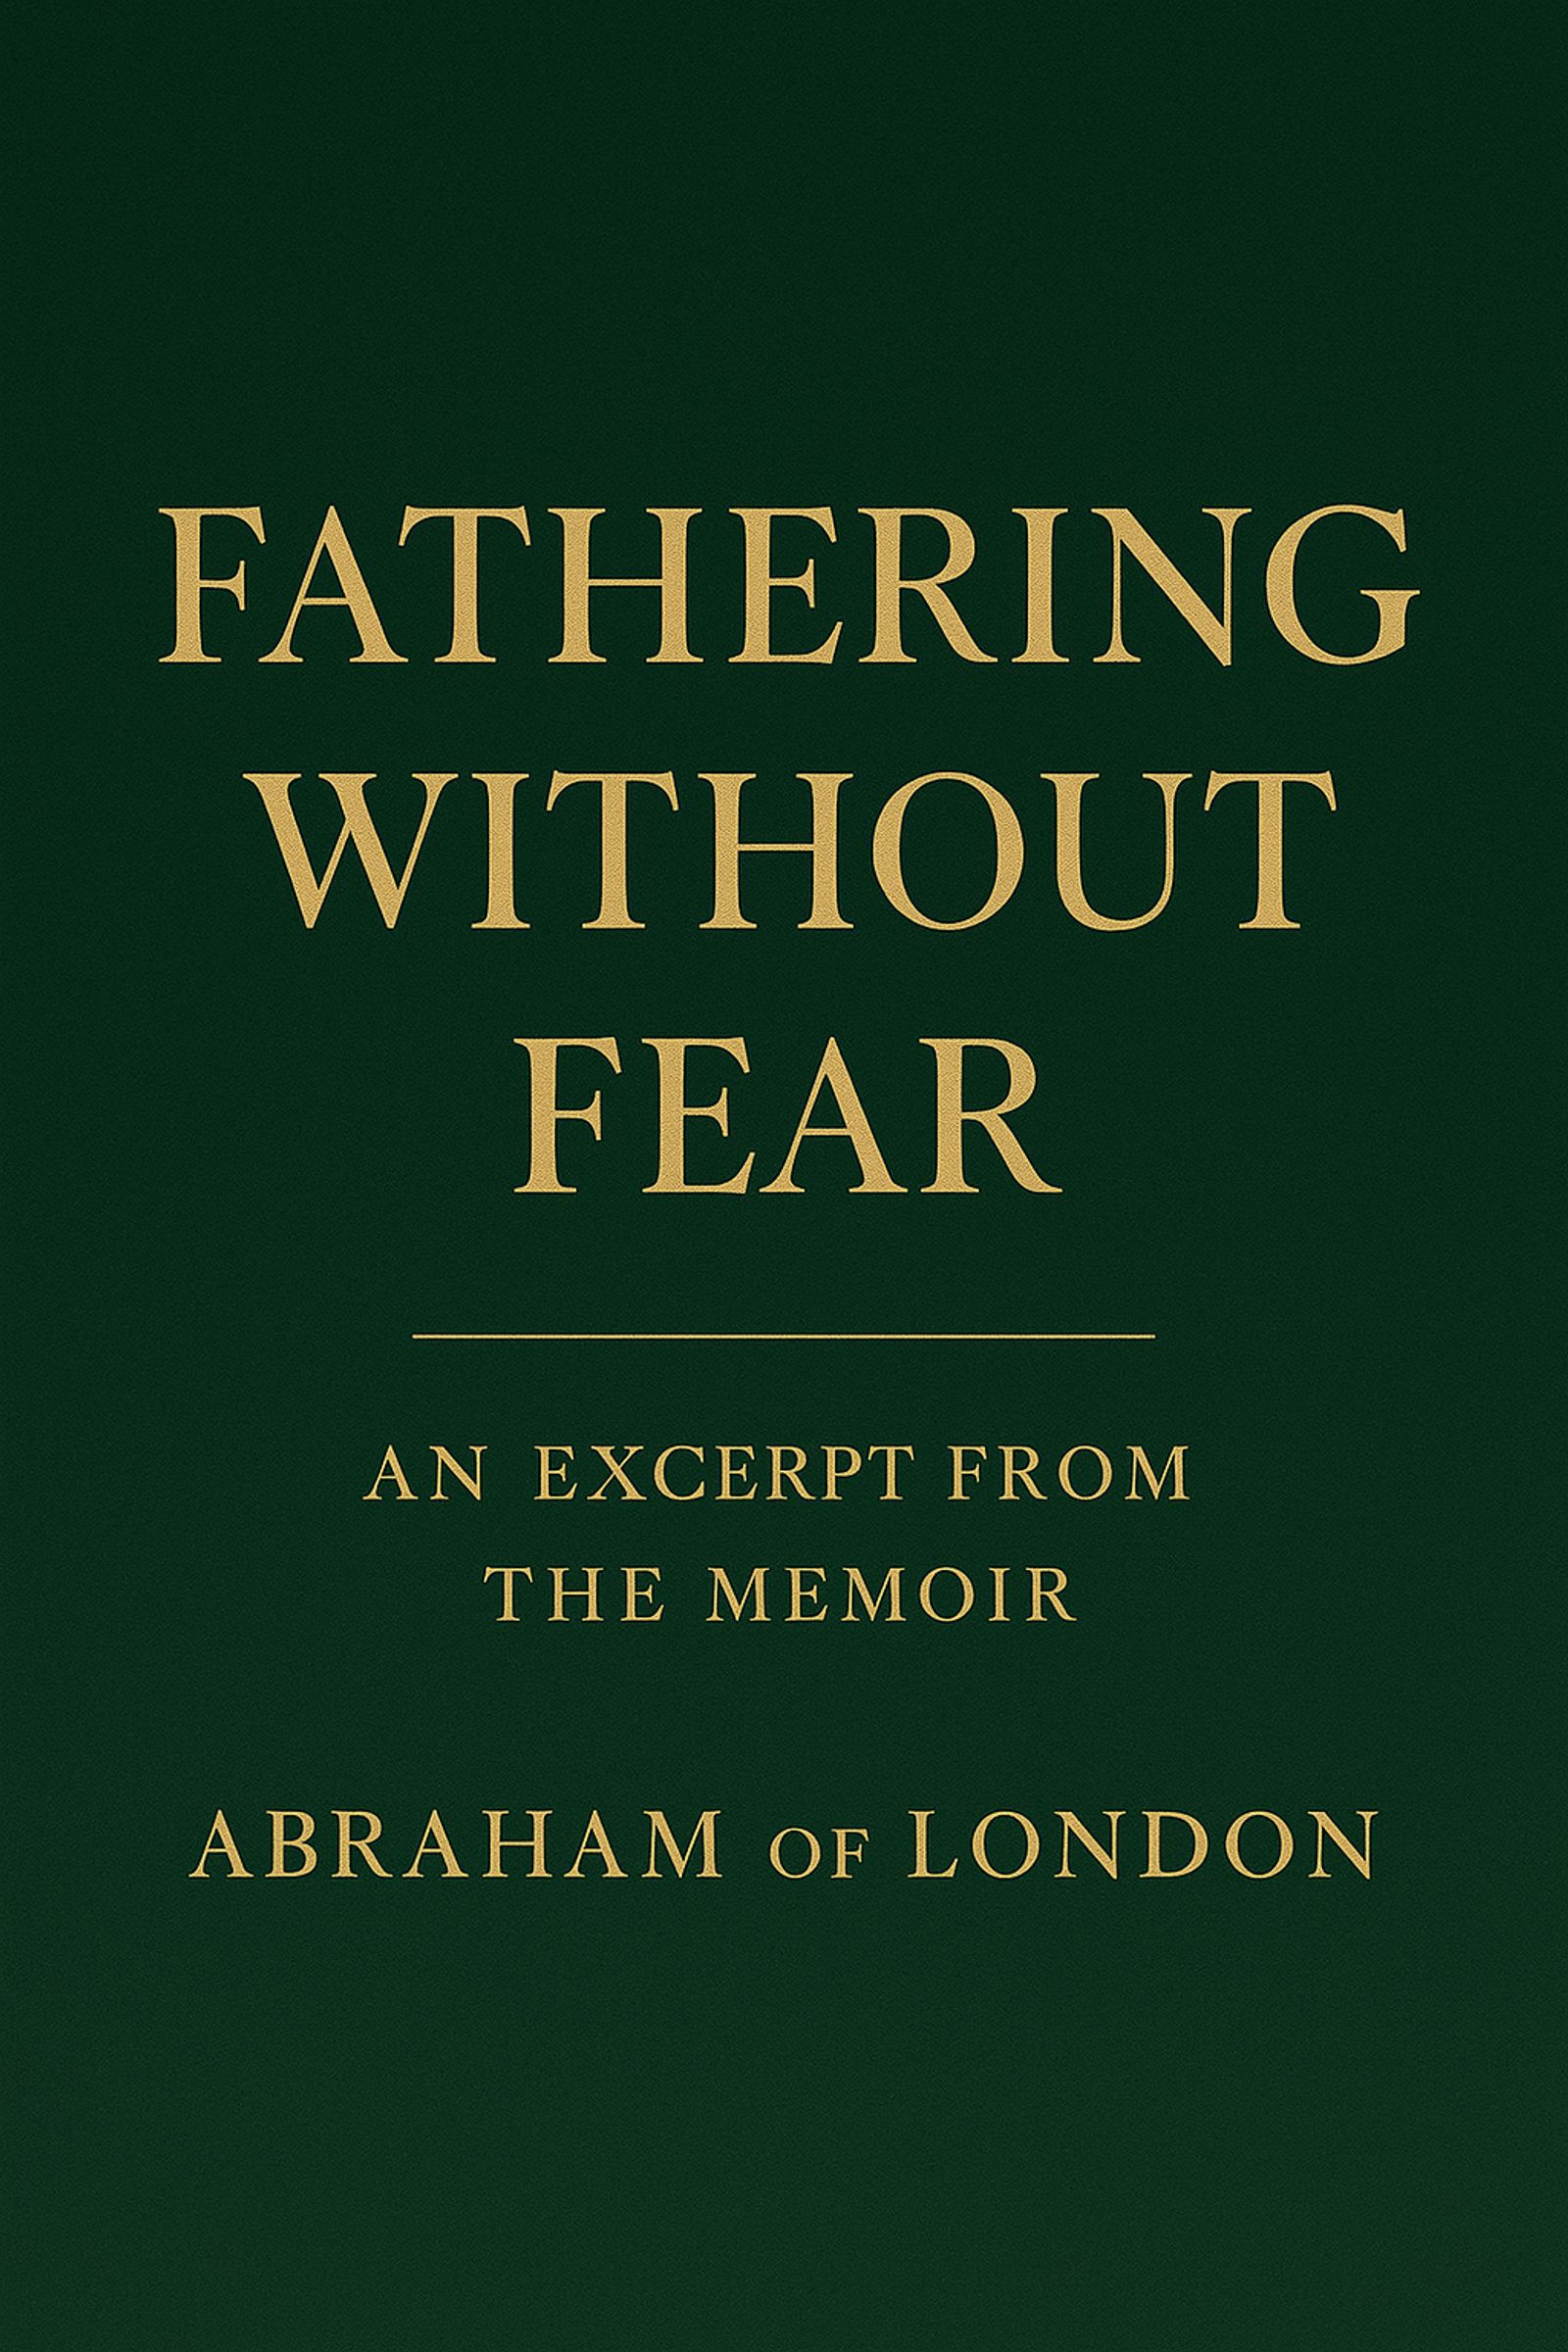 FATHERING
WITHOUT
FEAR
AN EXCERPT FROM
THE MEMOIR
ABRAHAM OF LONDON